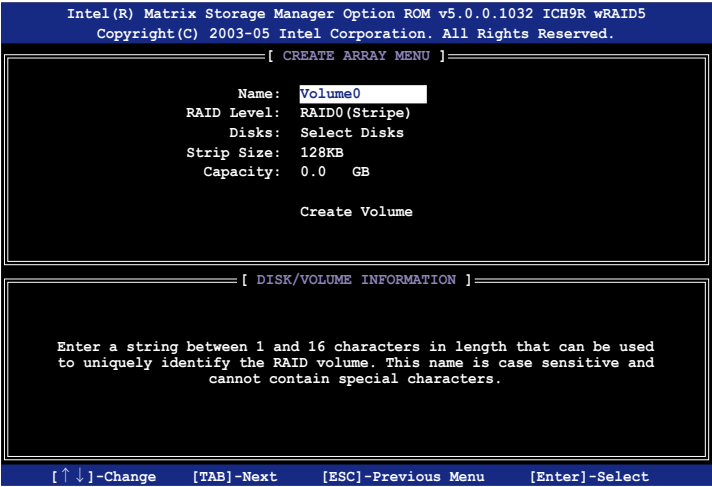 Intel(R) Matrix Storage Manager Option ROM v5.0.0.1032 ICH9R wRAID5
Copyright(C) 2003-05 Intel Corporation. All Rights Reserved.
[ CREATE ARRAY MENU ]
Name: Volume0
RAID Level: RAID0(Stripe)
Disks: Select Disks
Strip Size: 128KB
Capacity: 0.0 GB
Create Volume
[ DISK/VOLUME INFORMATION ]
Enter a string between 1 and 16 characters in length that can be used
to uniquely identify the RAID volume. This name is case sensitive and
cannot contain special characters.
[↑↓]-Change [TAB]-Next [ESC]-Previous Menu [Enter]-Select